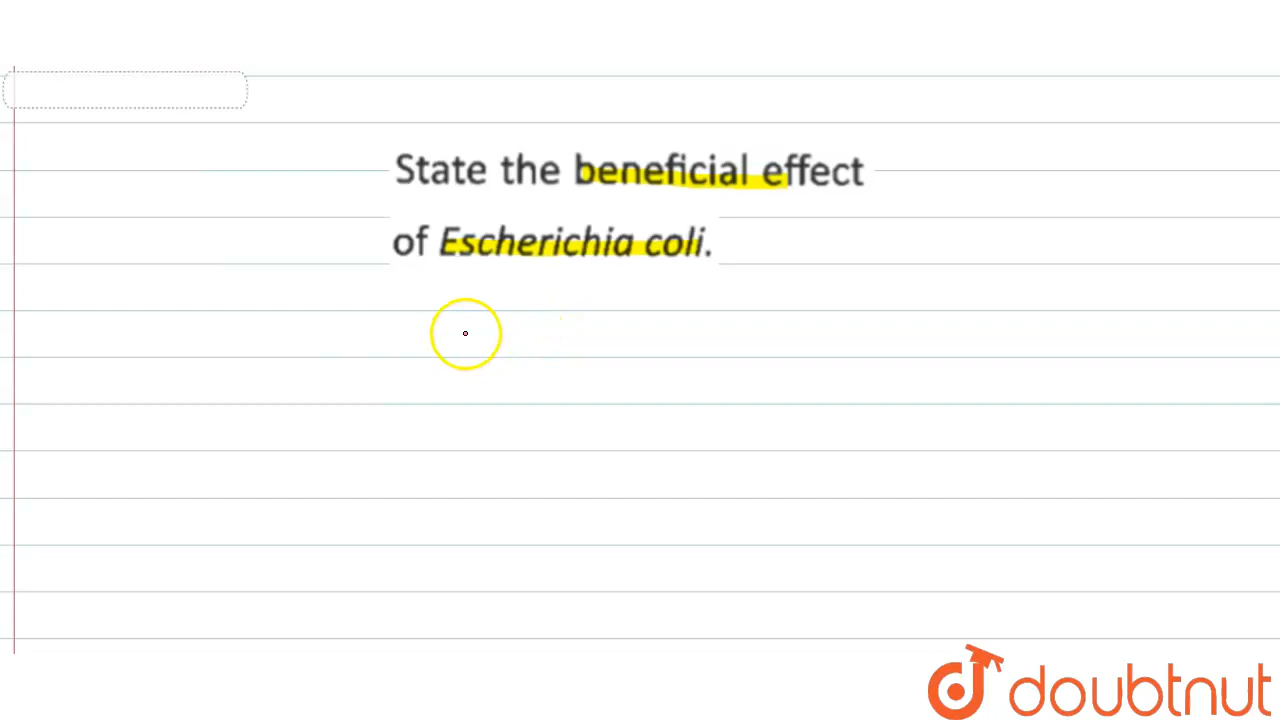 State the beneficial effect
of Escherichia coli.
doubtnut